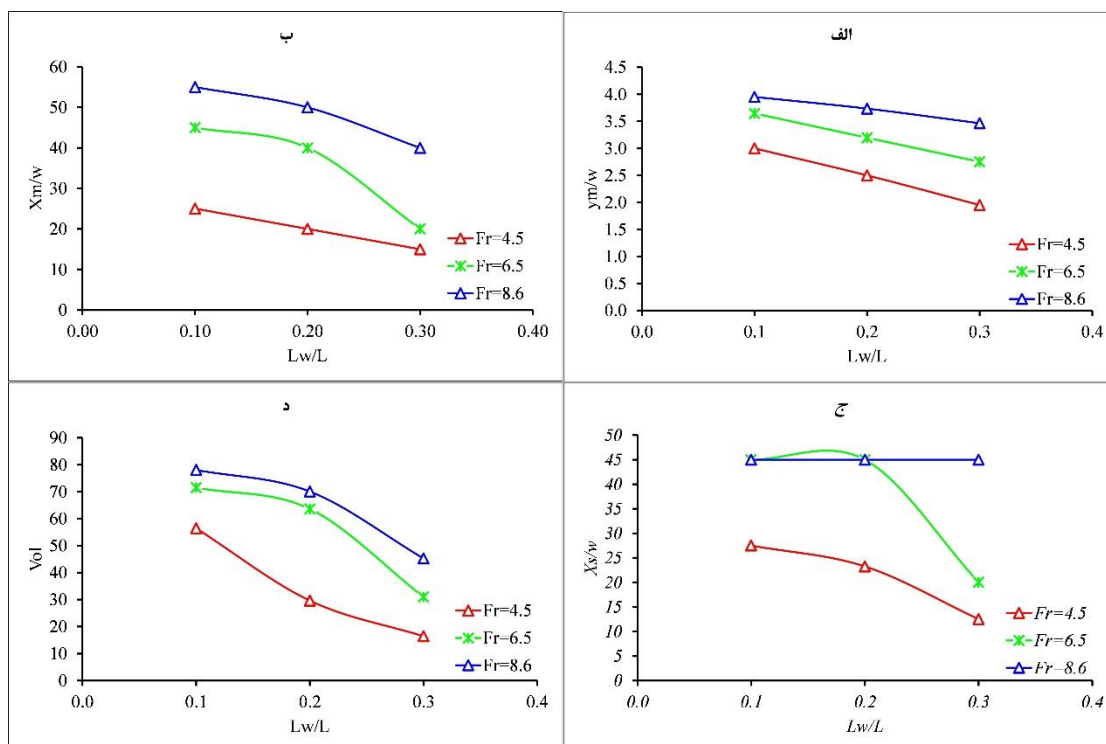 الف
4.5
4.0
3.5
3.0
2.5
2.0
1.5
1.0
0.5
0.0
ym/w
Fr=4.5
Fr=6.5
Fr=8.6
0.0 0.1 0.2 0.3 0.4
Lw/L
ب
60
50
40
30
20
10
0
Xm/w
Fr=4.5
Fr=6.5
Fr=8.6
0.00 0.10 0.20 0.30 0.40
Lw/L
ج
50
45
40
35
30
25
20
15
10
5
0
Xs/w
Fr=4.5
Fr=6.5
Fr=8.6
0.0 0.1 0.2 0.3 0.4
Lw/L
د
90
80
70
60
50
40
30
20
10
0
Vol
Fr=4.5
Fr=6.5
Fr=8.6
0.0 0.1 0.2 0.3 0.4
Lw/L